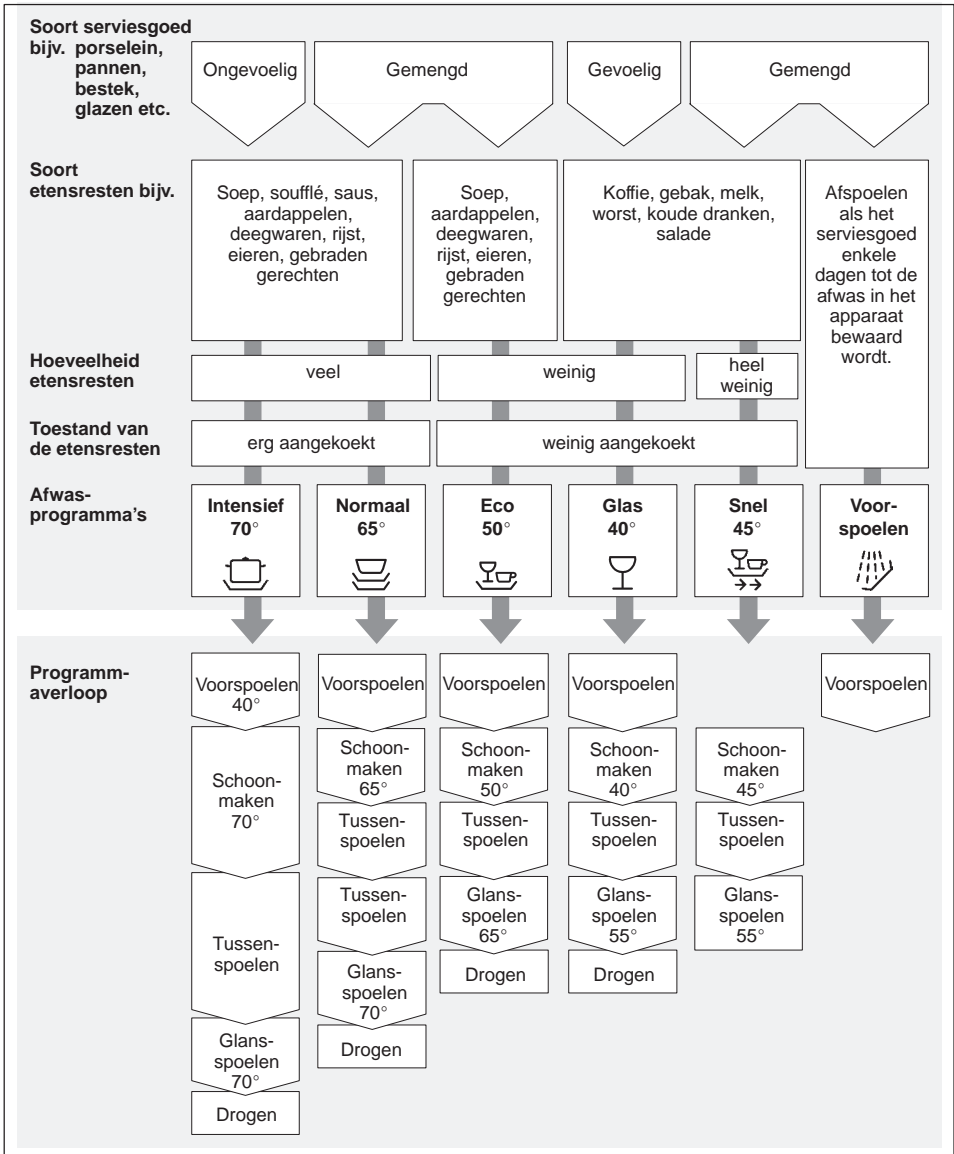 Soort serviesgoed
bijv. porselein,
pannen,
bestek,
glazen etc.
Ongevoelig
Gemengd
Gevoelig
Gemengd
Soort
etensresten bijv.
Soep, soufflé, saus,
aardappelen,
deegwaren, rijst,
eieren, gebraden
gerechten
Soep,
aardappelen,
deegwaren,
rijst, eieren,
gebraden
gerechten
Koffie, gebak, melk,
worst, koude dranken,
salade
Afspoelen
als het
serviesgoed
enkele
dagen tot de
afwas in het
apparaat
bewaard
wordt.
Hoeveelheid
etensresten
veel
weinig
heel
weinig
Toestand van
de etensresten
erg aangekoekt
weinig aangekoekt
Afwas-
programma's
Intensief
70°
Normaal
65°
Eco
50°
Glas
40°
Snel
45°
Voor-
spoelen
Programm-
averloop
Voorspoelen
40°
Schoon-
maken
70°
Tussen-
spoelen
Glans-
spoelen
70°
Drogen
Voorspoelen
Schoon-
maken
65°
Tussen-
spoelen
Tussen-
spoelen
Glans-
spoelen
70°
Drogen
Voorspoelen
Schoon-
maken
50°
Tussen-
spoelen
Glans-
spoelen
65°
Drogen
Voorspoelen
Schoon-
maken
40°
Tussen-
spoelen
Glans-
spoelen
55°
Drogen
Schoon-
maken
45°
Tussen-
spoelen
Glans-
spoelen
55°
Voorspoelen